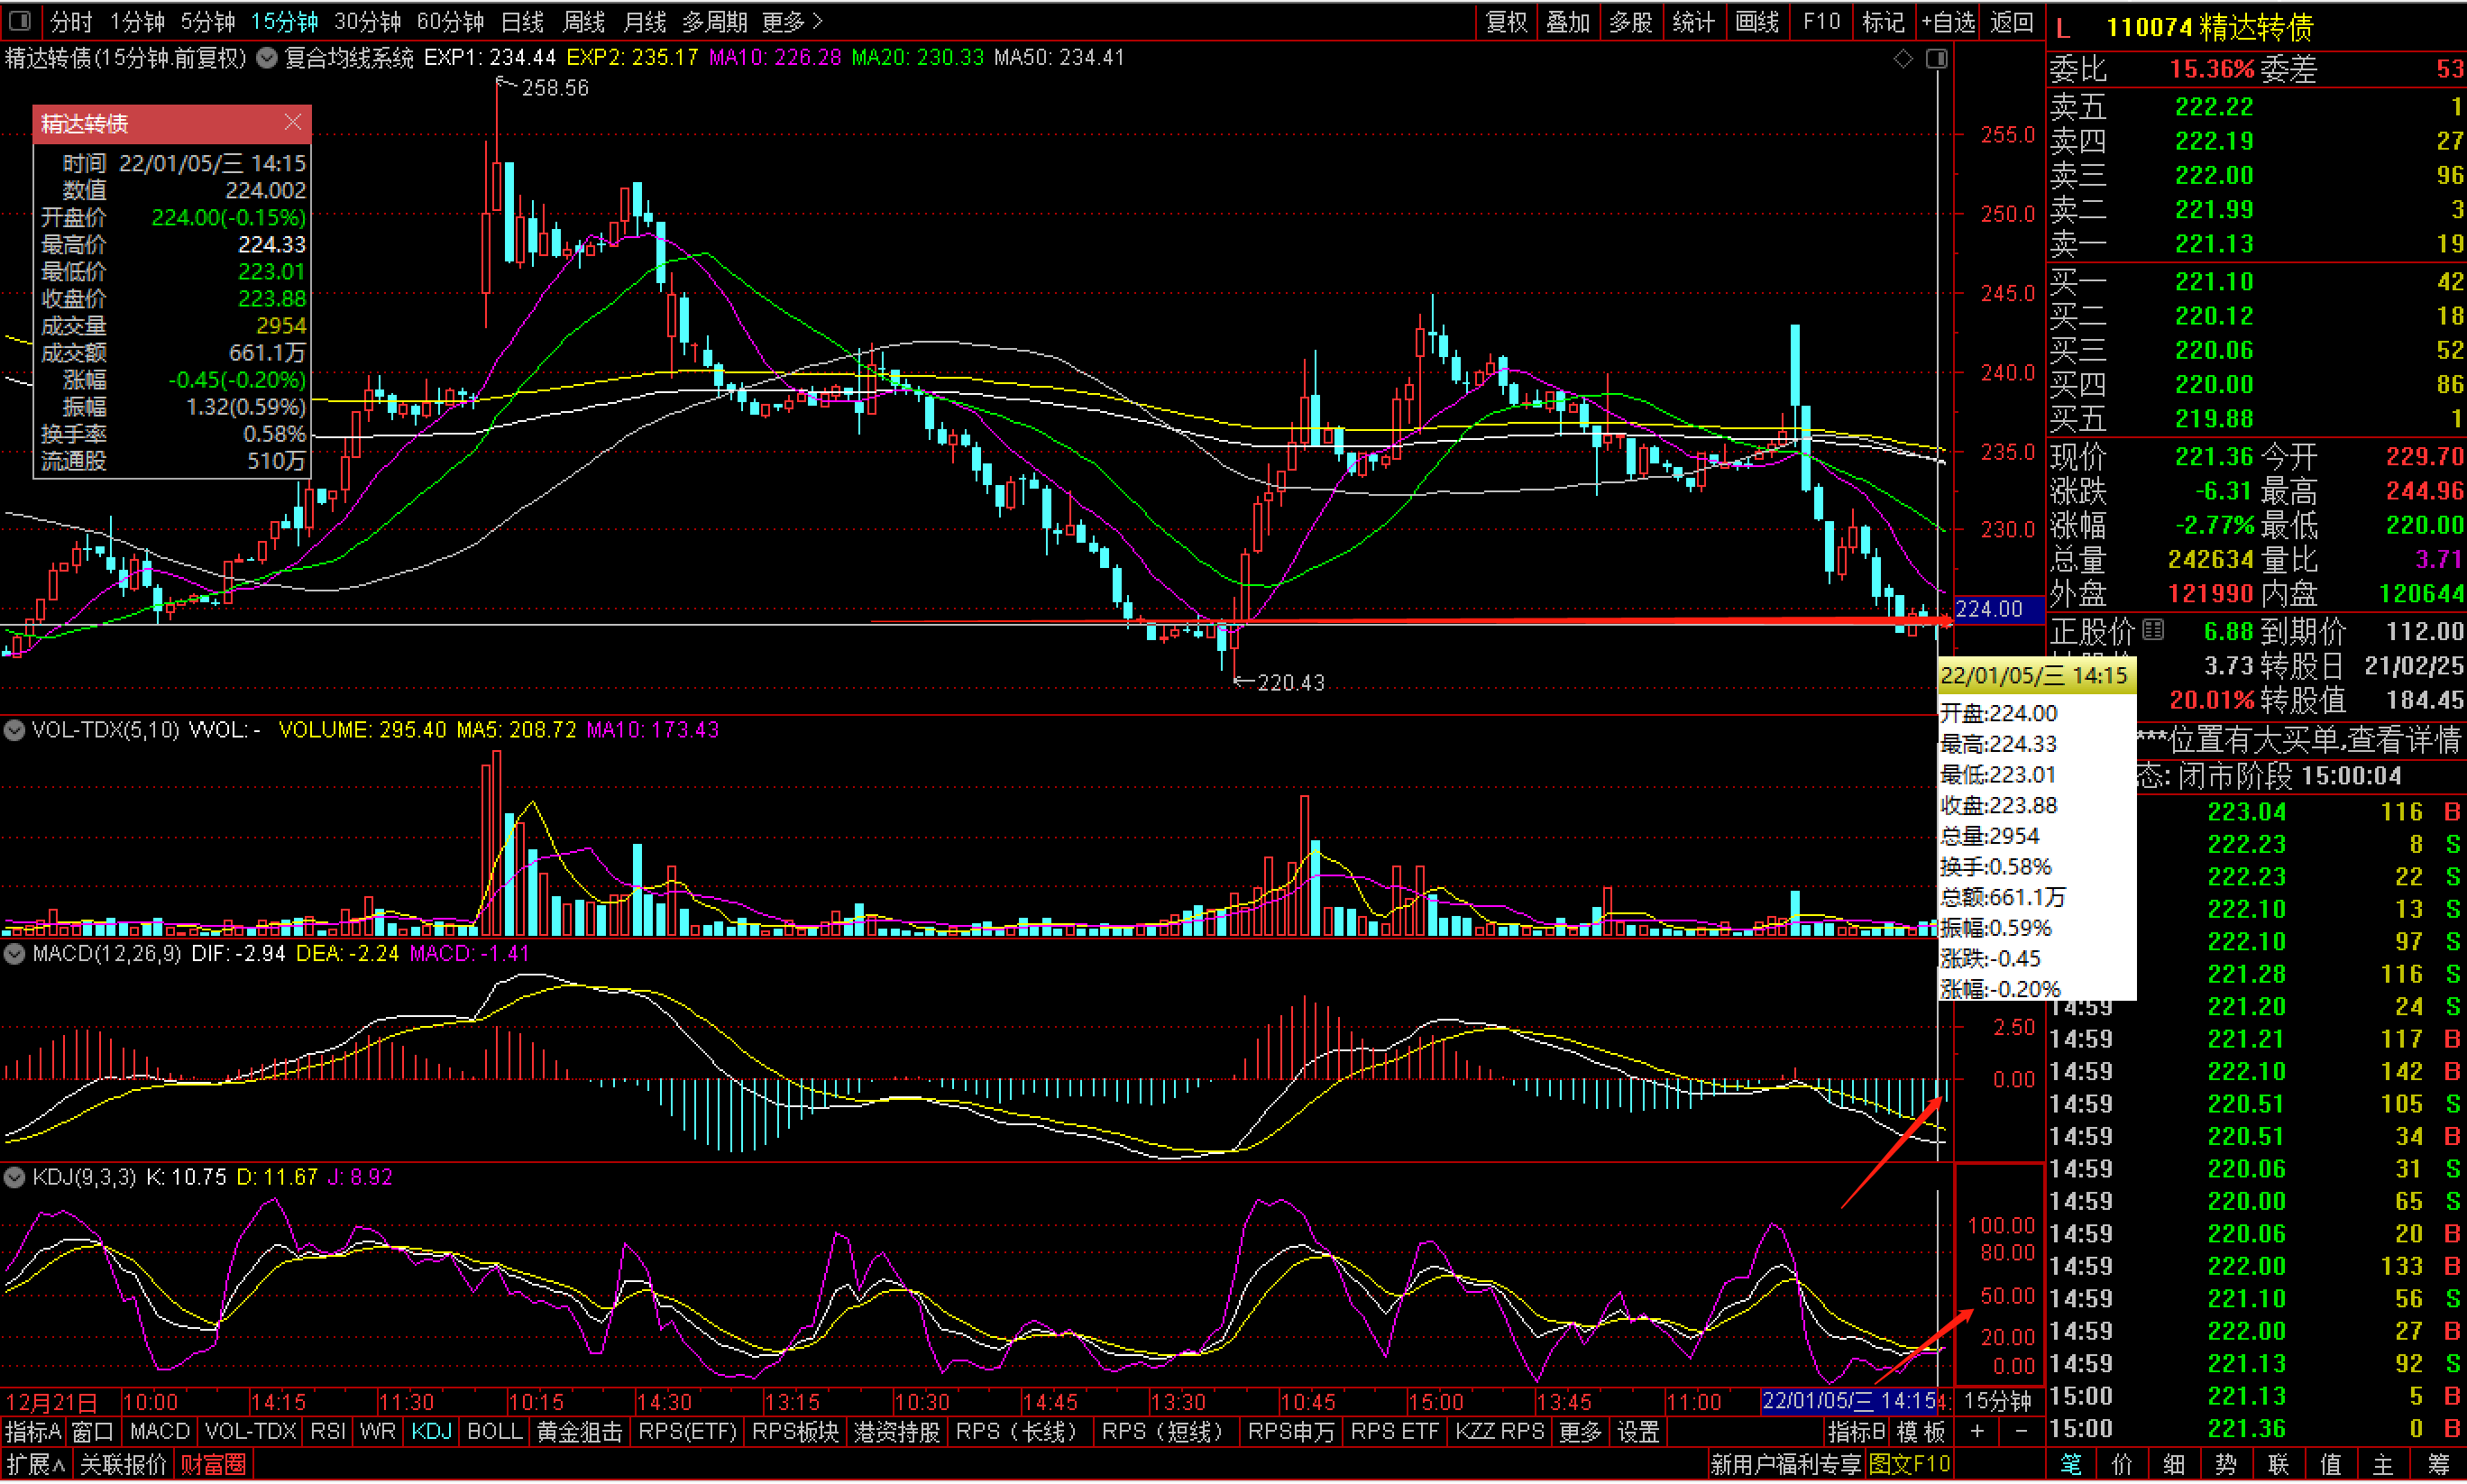 分时 1分钟 5分钟 15分钟 30分钟 60分钟 日线 周线 月线 多周期 更多 >
复权 叠加 多股 统计 画线 F10 标记 +自选 返回
L 110074 精达转债
精达转债(15分钟.前复权) 复合均线系统 EXP1: 234.44 EXP2: 235.17 MA10: 226.28 MA20: 230.33 MA50: 234.41
258.56
精达转债
时间 22/01/05/三 14:15
数值 224.002
开盘价 224.00(-0.15%)
最高价 224.33
最低价 223.01
收盘价 223.88
成交量 2954
成交额 661.1万
涨幅 -0.45(-0.20%)
振幅 1.32(0.59%)
换手率 0.58%
流通股 510万
255.0
250.0
245.0
240.0
235.0
230.0
224.00
220.43
22/01/05/三 14:15
开盘:224.00
最高:224.33
最低:223.01
收盘:223.88
总量:2954
换手:0.58%
总额:661.1万
振幅:0.59%
涨跌:-0.45
涨幅:-0.20%
VOL-TDX(5,10) VVOL: - VOLUME: 295.40 MA5: 208.72 MA10: 173.43
MACD(12,26,9) DIF: -2.94 DEA: -2.24 MACD: -1.41
2.50
0.00
KDJ(9,3,3) K: 10.75 D: 11.67 J: 8.92
100.00
80.00
50.00
20.00
0.00
12月21日 10:00 14:15 11:30 10:15 14:30 13:15 10:30 14:45 13:30 10:45 15:00 13:45 11:00 22/01/05/三 14:15 15分钟
指标A 窗口 MACD VOL-TDX RSI WR KDJ BOLL 黄金狙击 RPS(ETF) RPS板块 港资持股 RPS（长线） RPS（短线） RPS申万 RPS ETF KZZ RPS 更多 设置 指标B 模板 + −
扩展∧ 关联报价 财富圈 新用户福利专享 图文F10
委比 15.36% 委差 53
卖五 222.22 1
卖四 222.19 27
卖三 222.00 96
卖二 221.99 3
卖一 221.13 19
买一 221.10 42
买二 220.12 18
买三 220.06 52
买四 220.00 86
买五 219.88 1
现价 221.36 今开 229.70
涨跌 -6.31 最高 244.96
涨幅 -2.77% 最低 220.00
总量 242634 量比 3.71
外盘 121990 内盘 120644
正股价 6.88 到期价 112.00
3.73 转股日 21/02/25
20.01% 转股值 184.45
***位置有大买单,查看详情
态: 闭市阶段 15:00:04
223.04 116 B
222.23 8 S
222.23 22 S
222.10 13 S
222.10 97 S
221.28 116 S
14:59 221.20 24 S
14:59 221.21 117 B
14:59 222.10 142 B
14:59 220.51 105 S
14:59 220.51 34 B
14:59 220.06 31 S
14:59 220.00 65 S
14:59 220.06 20 B
14:59 222.00 133 B
14:59 221.10 56 S
14:59 222.00 27 B
14:59 221.13 92 S
15:00 221.13 5 B
15:00 221.36 0 B
笔 价 细 势 联 值 主 筹